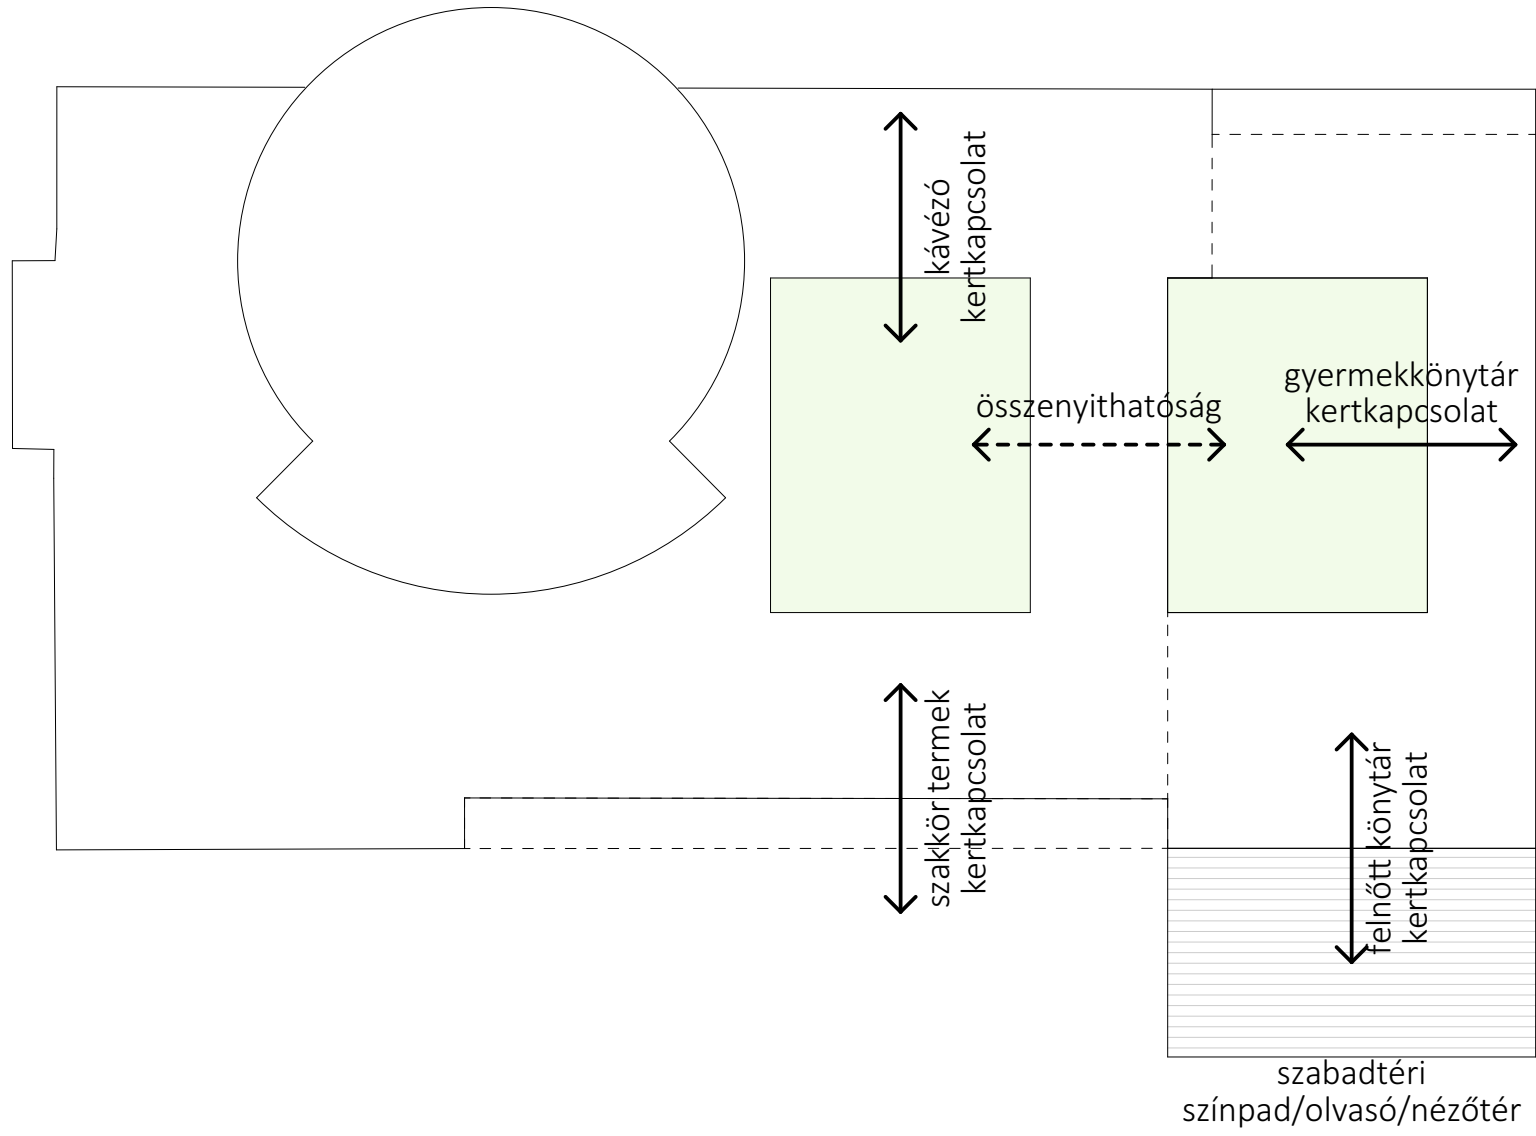 kávézó
kertkapcsolat
összenyithatóság
gyermekkönytár
kertkapcsolat
szakkör termek
kertkapcsolat
felnőtt könytár
kertkapcsolat
szabadtéri
színpad/olvasó/nézőtér